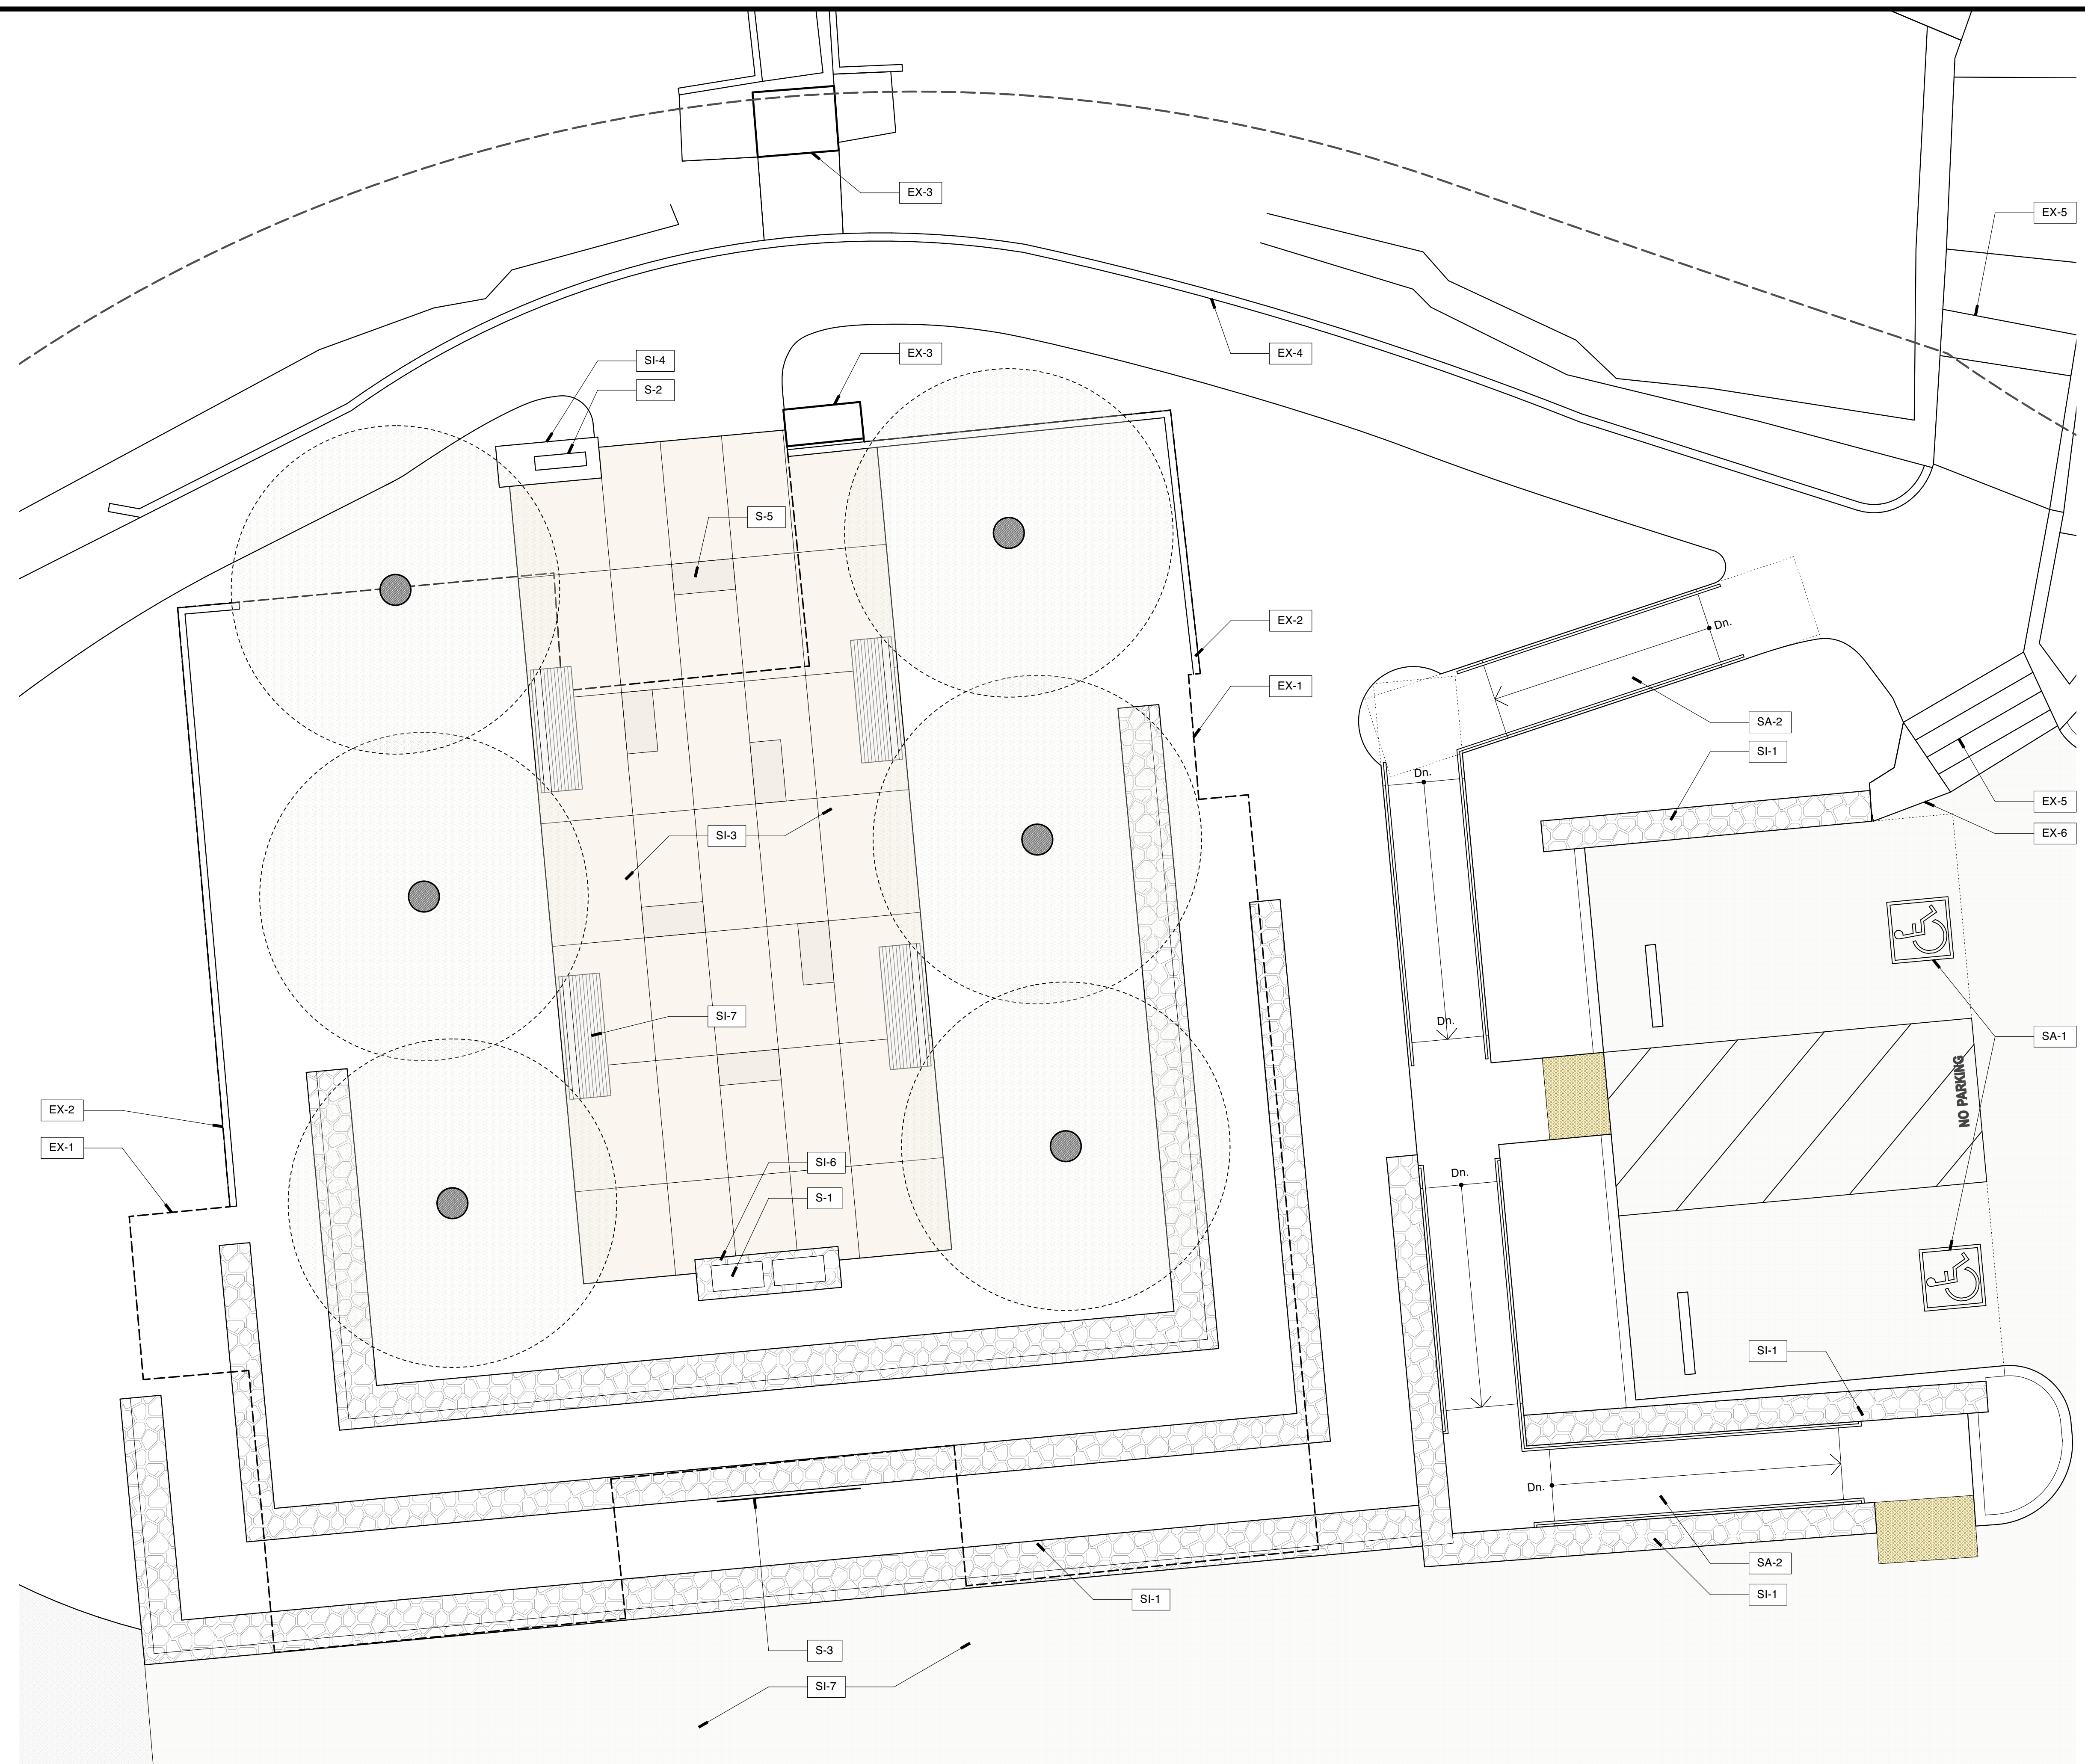 EX-3
EX-5
SI-4
EX-3
EX-4
S-2
S-5
EX-2
Dn.
EX-1
SA-2
SI-1
Dn.
EX-5
SI-3
EX-6
SI-7
Dn.
SA-1
NO PARKING
EX-2
EX-1
SI-6
Dn.
S-1
SI-1
Dn.
SA-2
SI-1
SI-1
S-3
SI-7